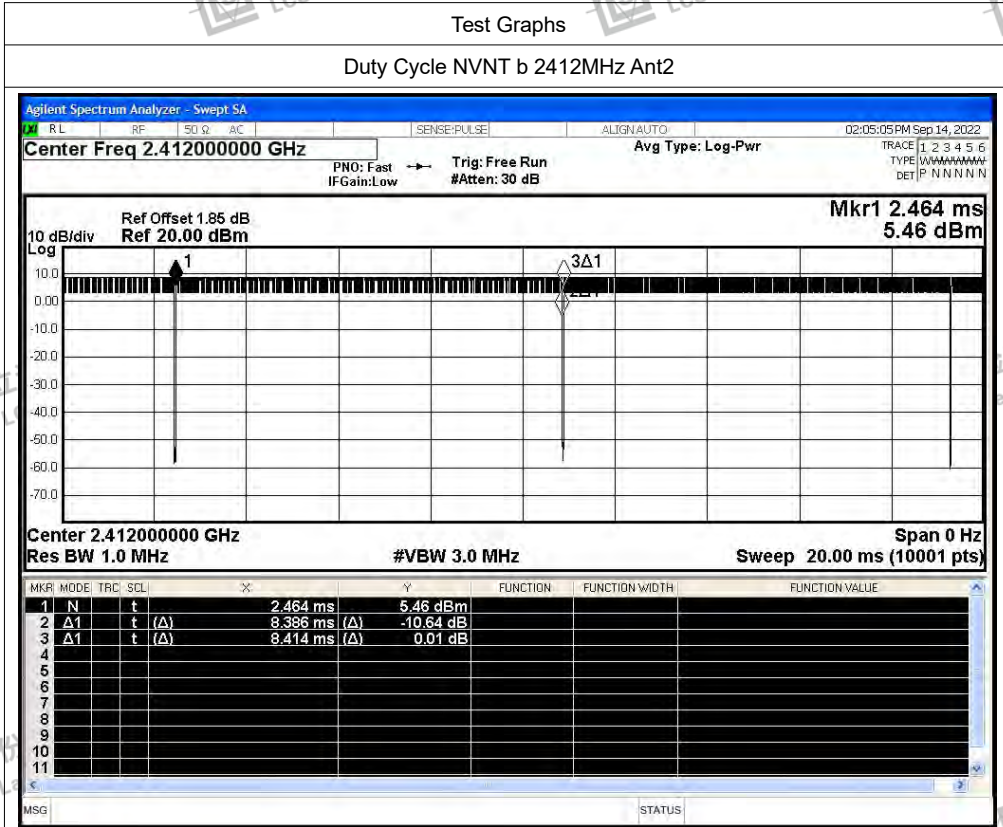 Test Graphs
Duty Cycle NVNT b 2412MHz Ant2
Agilent Spectrum Analyzer - Swept SA
RL RF 50 Ω AC SENSE:PULSE ALIGNAUTO 02:05:05 PM Sep 14, 2022
Center Freq 2.412000000 GHz Avg Type: Log-Pwr TRACE 1 2 3 4 5 6
PNO: Fast Trig: Free Run TYPE
IFGain:Low #Atten: 30 dB DET P N N N N N
Mkr1 2.464 ms
Ref Offset 1.85 dB 5.46 dBm
10 dB/div Ref 20.00 dBm
Log
1 3Δ1
10.0
2Δ1
0.00
-10.0
-20.0
-30.0
-40.0
-50.0
-60.0
-70.0
Center 2.412000000 GHz Span 0 Hz
Res BW 1.0 MHz #VBW 3.0 MHz Sweep 20.00 ms (10001 pts)
MKR MODE TRC SCL X Y FUNCTION FUNCTION WIDTH FUNCTION VALUE
1 N t 2.464 ms 5.46 dBm
2 Δ1 t (Δ) 8.386 ms (Δ) -10.64 dB
3 Δ1 t (Δ) 8.414 ms (Δ) 0.01 dB
4
5
6
7
8
9
10
11
MSG STATUS